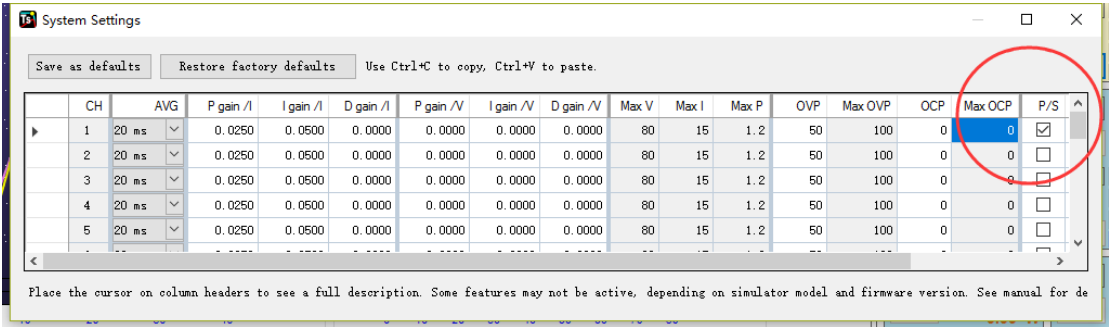 Ts System Settings
Save as defaults Restore factory defaults Use Ctrl+C to copy, Ctrl+V to paste.
CH AVG P gain /I I gain /I D gain /I P gain /V I gain /V D gain /V Max V Max I Max P OVP Max OVP OCP Max OCP P/S
1 20 ms 0.0250 0.0500 0.0000 0.0000 0.0000 0.0000 80 15 1.2 50 100 0 0
2 20 ms 0.0250 0.0500 0.0000 0.0000 0.0000 0.0000 80 15 1.2 50 100 0 0
3 20 ms 0.0250 0.0500 0.0000 0.0000 0.0000 0.0000 80 15 1.2 50 100 0 0
4 20 ms 0.0250 0.0500 0.0000 0.0000 0.0000 0.0000 80 15 1.2 50 100 0 0
5 20 ms 0.0250 0.0500 0.0000 0.0000 0.0000 0.0000 80 15 1.2 50 100 0 0
Place the cursor on column headers to see a full description. Some features may not be active, depending on simulator model and firmware version. See manual for de